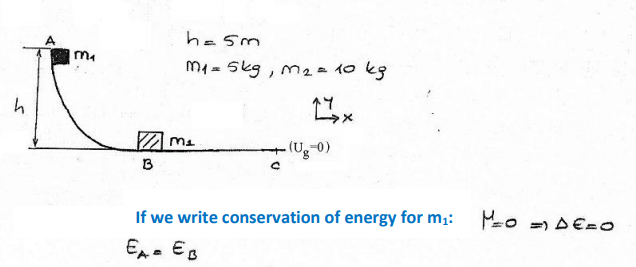 A
m₁
h = 5m
m₁ = 5kg, m₂ = 10 kg
h
Y
x
m₂
(Ug=0)
B
C
If we write conservation of energy for m₁:
μ=0 ⇒ ΔE=0
E_A = E_B